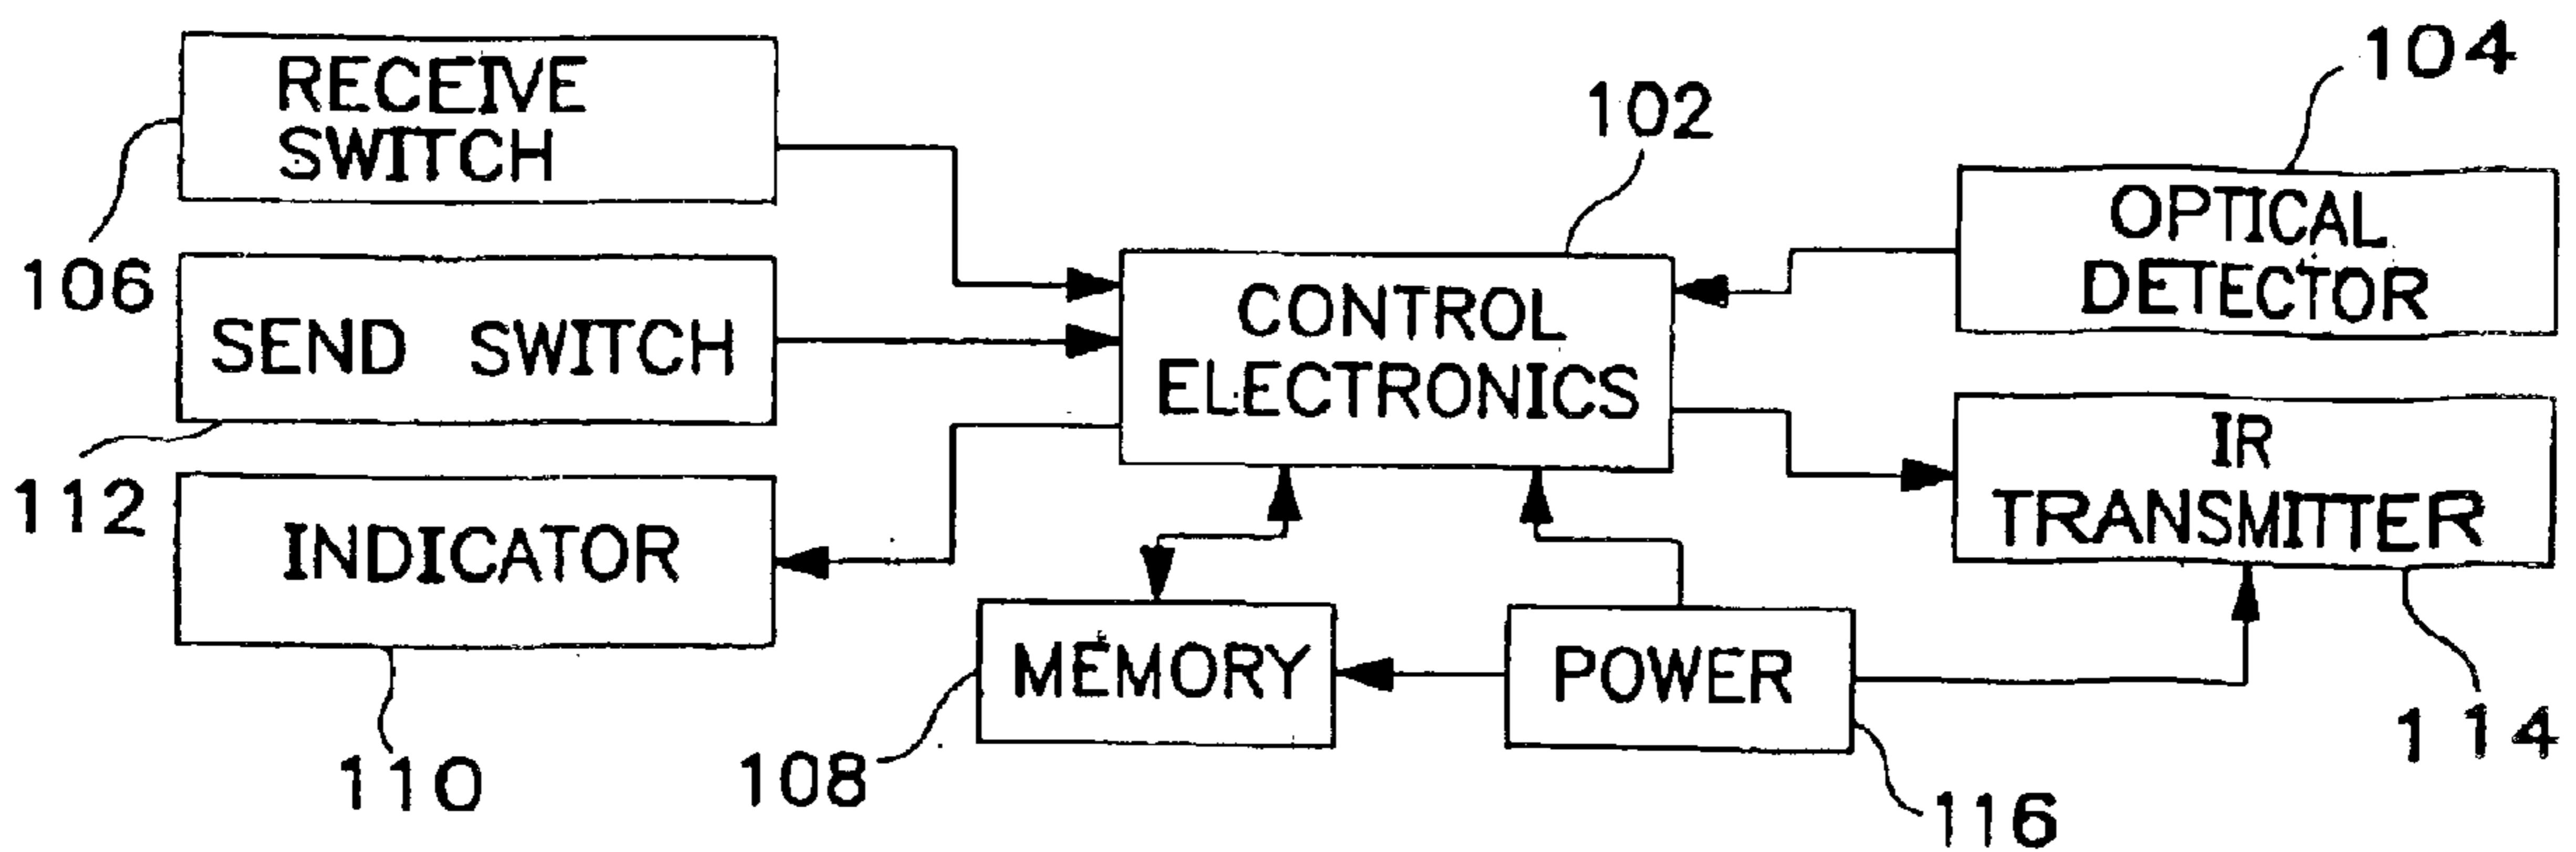 RECEIVE
SWITCH
106
SEND SWITCH
112
INDICATOR
110
102
CONTROL
ELECTRONICS
MEMORY
108
POWER
116
104
OPTICAL
DETECTOR
IR
TRANSMITTER
114